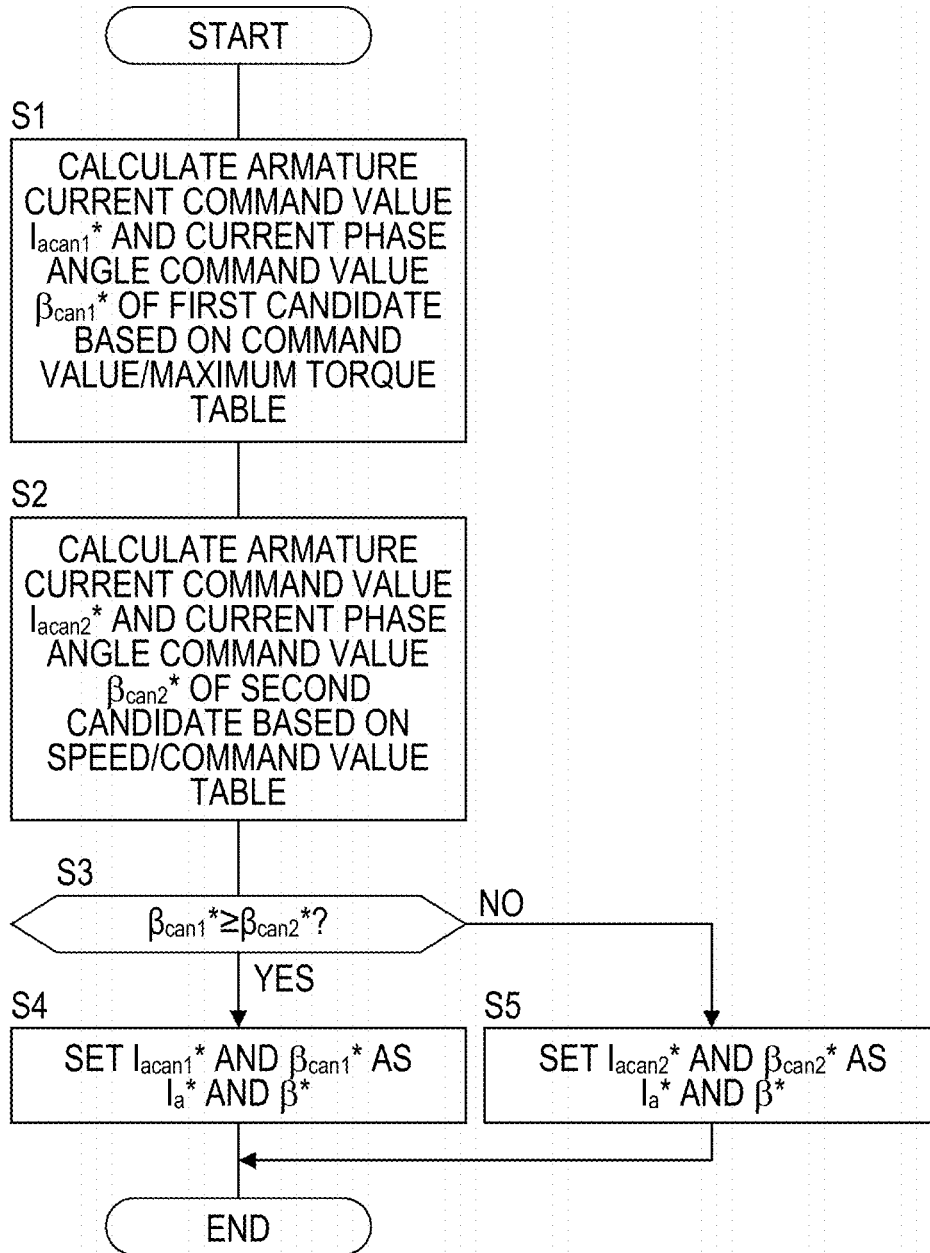 START
S1
CALCULATE ARMATURE
CURRENT COMMAND VALUE
Iacan1* AND CURRENT PHASE
ANGLE COMMAND VALUE
βcan1* OF FIRST CANDIDATE
BASED ON COMMAND
VALUE/MAXIMUM TORQUE
TABLE
S2
CALCULATE ARMATURE
CURRENT COMMAND VALUE
Iacan2* AND CURRENT PHASE
ANGLE COMMAND VALUE
βcan2* OF SECOND
CANDIDATE BASED ON
SPEED/COMMAND VALUE
TABLE
S3
βcan1*≥βcan2*?
NO
YES
S4
SET Iacan1* AND βcan1* AS
Ia* AND β*
S5
SET Iacan2* AND βcan2* AS
Ia* AND β*
END